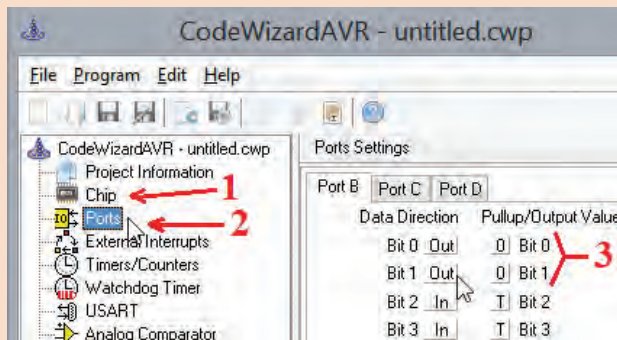 CodeWizardAVR - untitled.cwp
File Program Edit Help
CodeWizardAVR - untitled.cwp
Project Information
Chip
1
Ports
2
External Interrupts
Timers/Counters
Watchdog Timer
USART
Analog Comparator
Ports Settings
Port B Port C Port D
Data Direction Pullup/Output Value
Bit 0 Out 0 Bit 0
Bit 1 Out 0 Bit 1
3
Bit 2 In T Bit 2
Bit 3 In T Bit 3